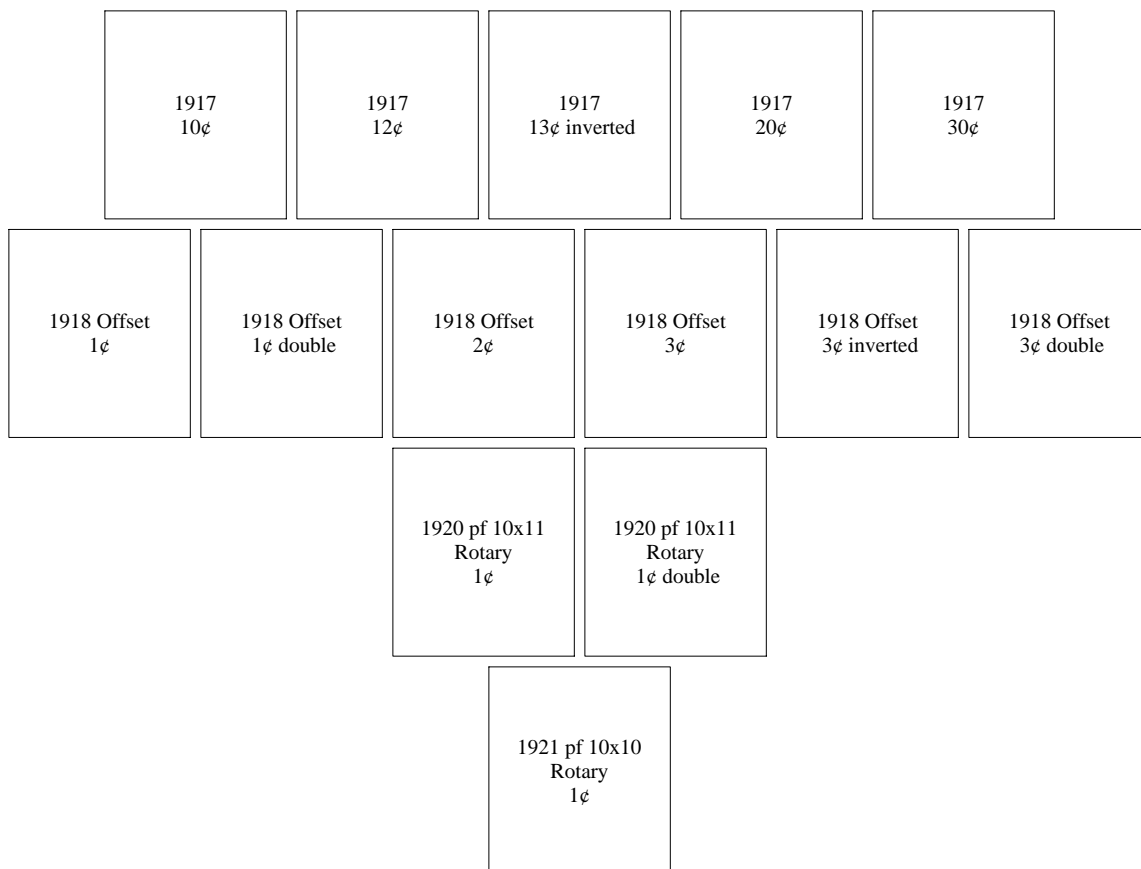 1917
10¢
1917
12¢
1917
13¢ inverted
1917
20¢
1917
30¢
1918 Offset
1¢
1918 Offset
1¢ double
1918 Offset
2¢
1918 Offset
3¢
1918 Offset
3¢ inverted
1918 Offset
3¢ double
1920 pf 10x11
Rotary
1¢
1920 pf 10x11
Rotary
1¢ double
1921 pf 10x10
Rotary
1¢